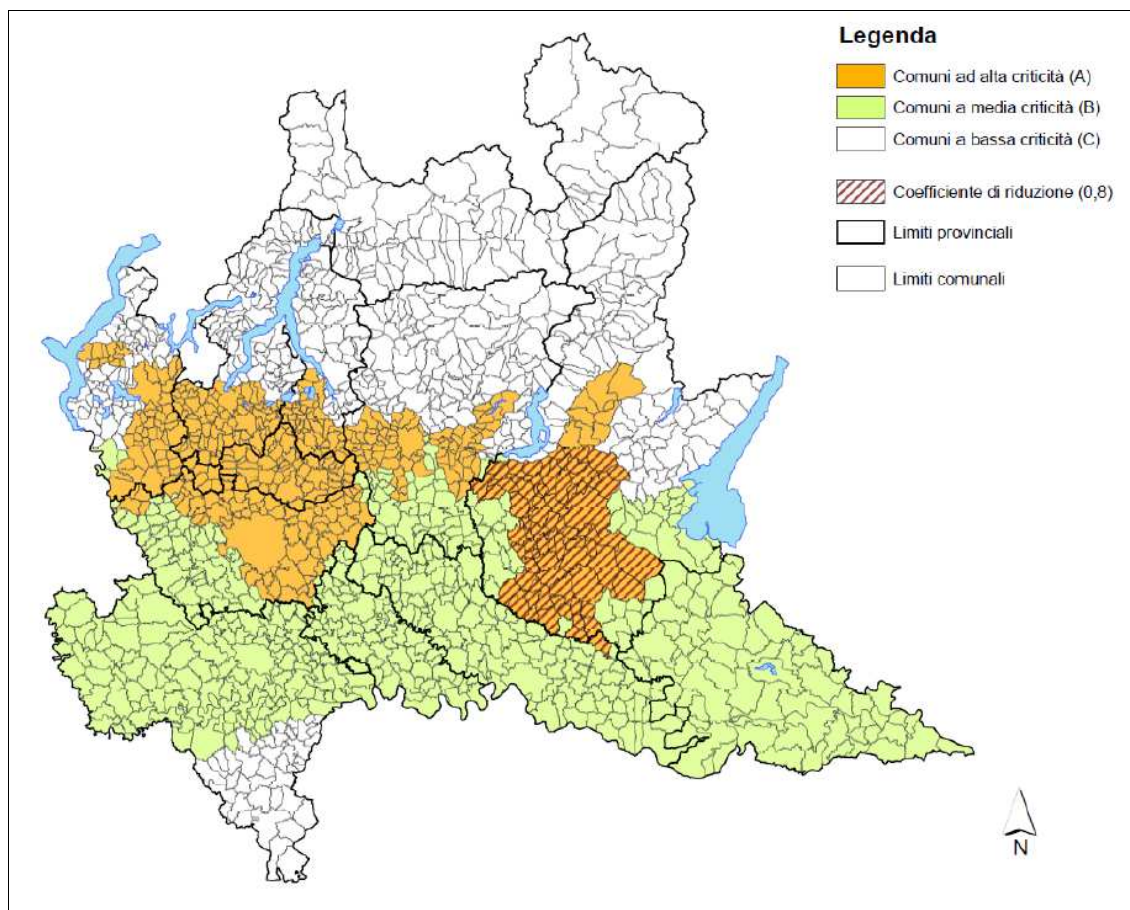 Legenda
Comuni ad alta criticità (A)
Comuni a media criticità (B)
Comuni a bassa criticità (C)
Coefficiente di riduzione (0,8)
Limiti provinciali
Limiti comunali
N